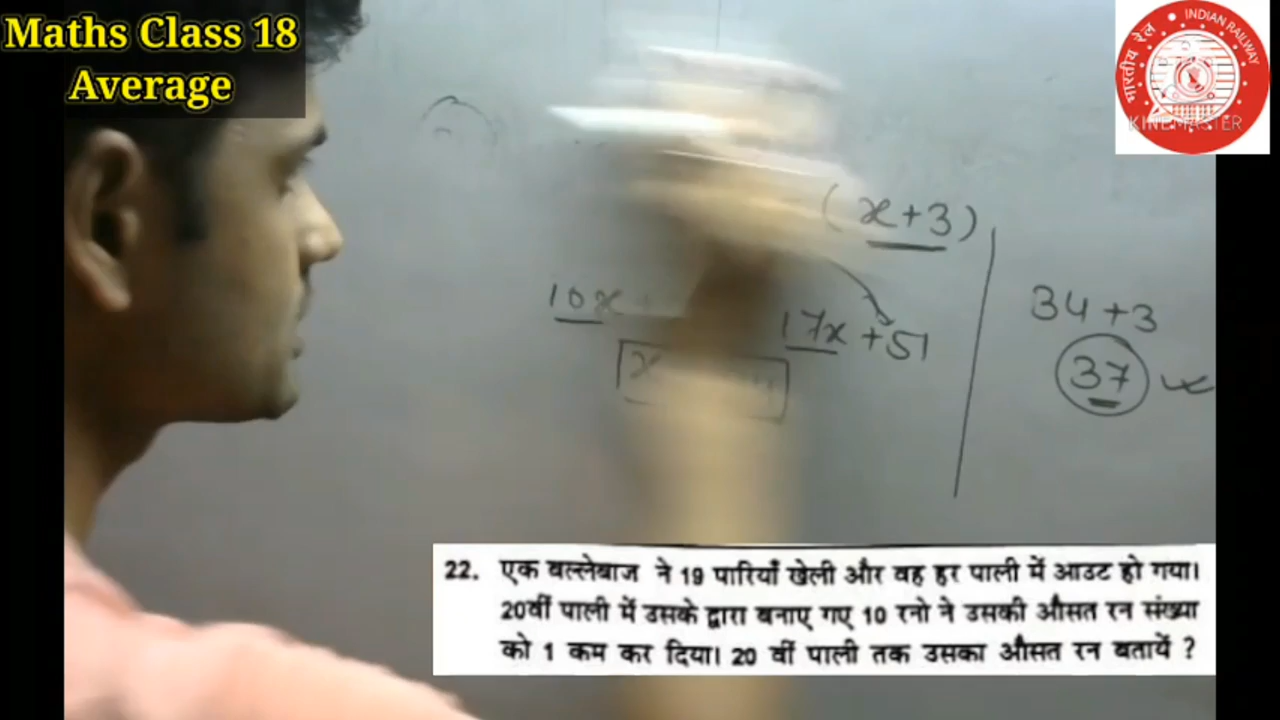 Maths Class 18
Average
भारतीय रेल
INDIAN RAILWAY
KINEMASTER
(x+3)
17x + 51
34 + 3
37
22. एक बल्लेबाज ने 19 पारियाँ खेली और वह हर पाली में आउट हो गया।
20वीं पाली में उसके द्वारा बनाए गए 10 रनो ने उसकी औसत रन संख्या
को 1 कम कर दिया। 20 वीं पाली तक उसका औसत रन बतायें ?